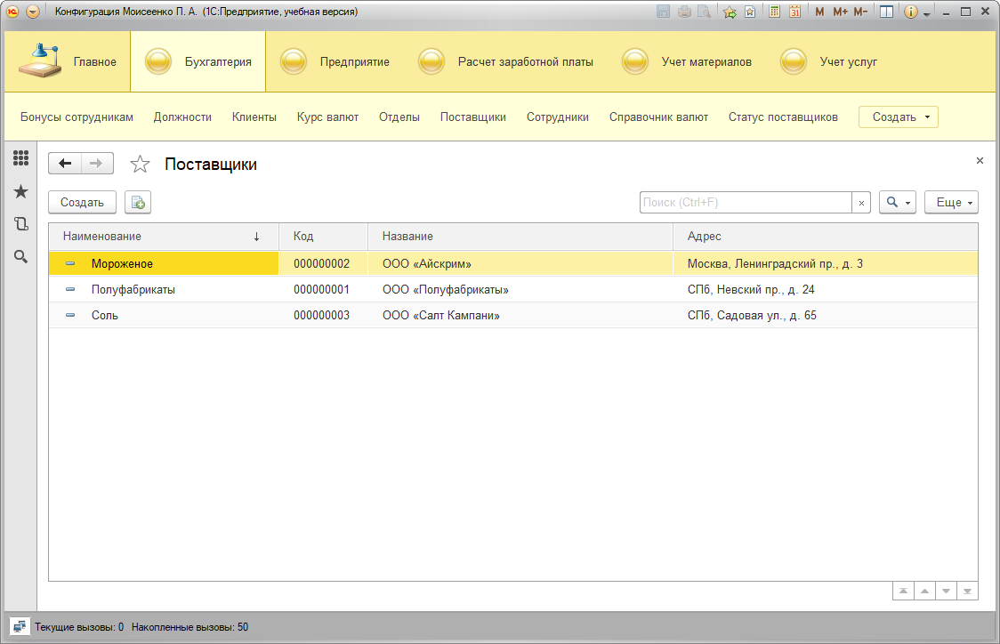 Конфигурация Моисеенко П. А. (1С:Предприятие, учебная версия)
31 M M+ M-
Главное Бухгалтерия Предприятие Расчет заработной платы Учет материалов Учет услуг
Бонусы сотрудникам Должности Клиенты Курс валют Отделы Поставщики Сотрудники Справочник валют Статус поставщиков Создать
Поставщики
Создать Поиск (Ctrl+F) Еще
Наименование Код Название Адрес
Мороженое 000000002 ООО «Айскрим» Москва, Ленинградский пр., д. 3
Полуфабрикаты 000000001 ООО «Полуфабрикаты» СПб, Невский пр., д. 24
Соль 000000003 ООО «Салт Кампани» СПб, Садовая ул., д. 65
Текущие вызовы: 0 Накопленные вызовы: 50